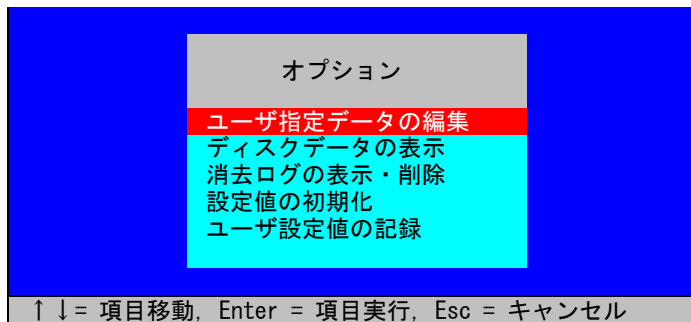 オプション
ユーザ指定データの編集
ディスクデータの表示
消去ログの表示・削除
設定値の初期化
ユーザ設定値の記録
↑↓= 項目移動, Enter = 項目実行, Esc = キャンセル